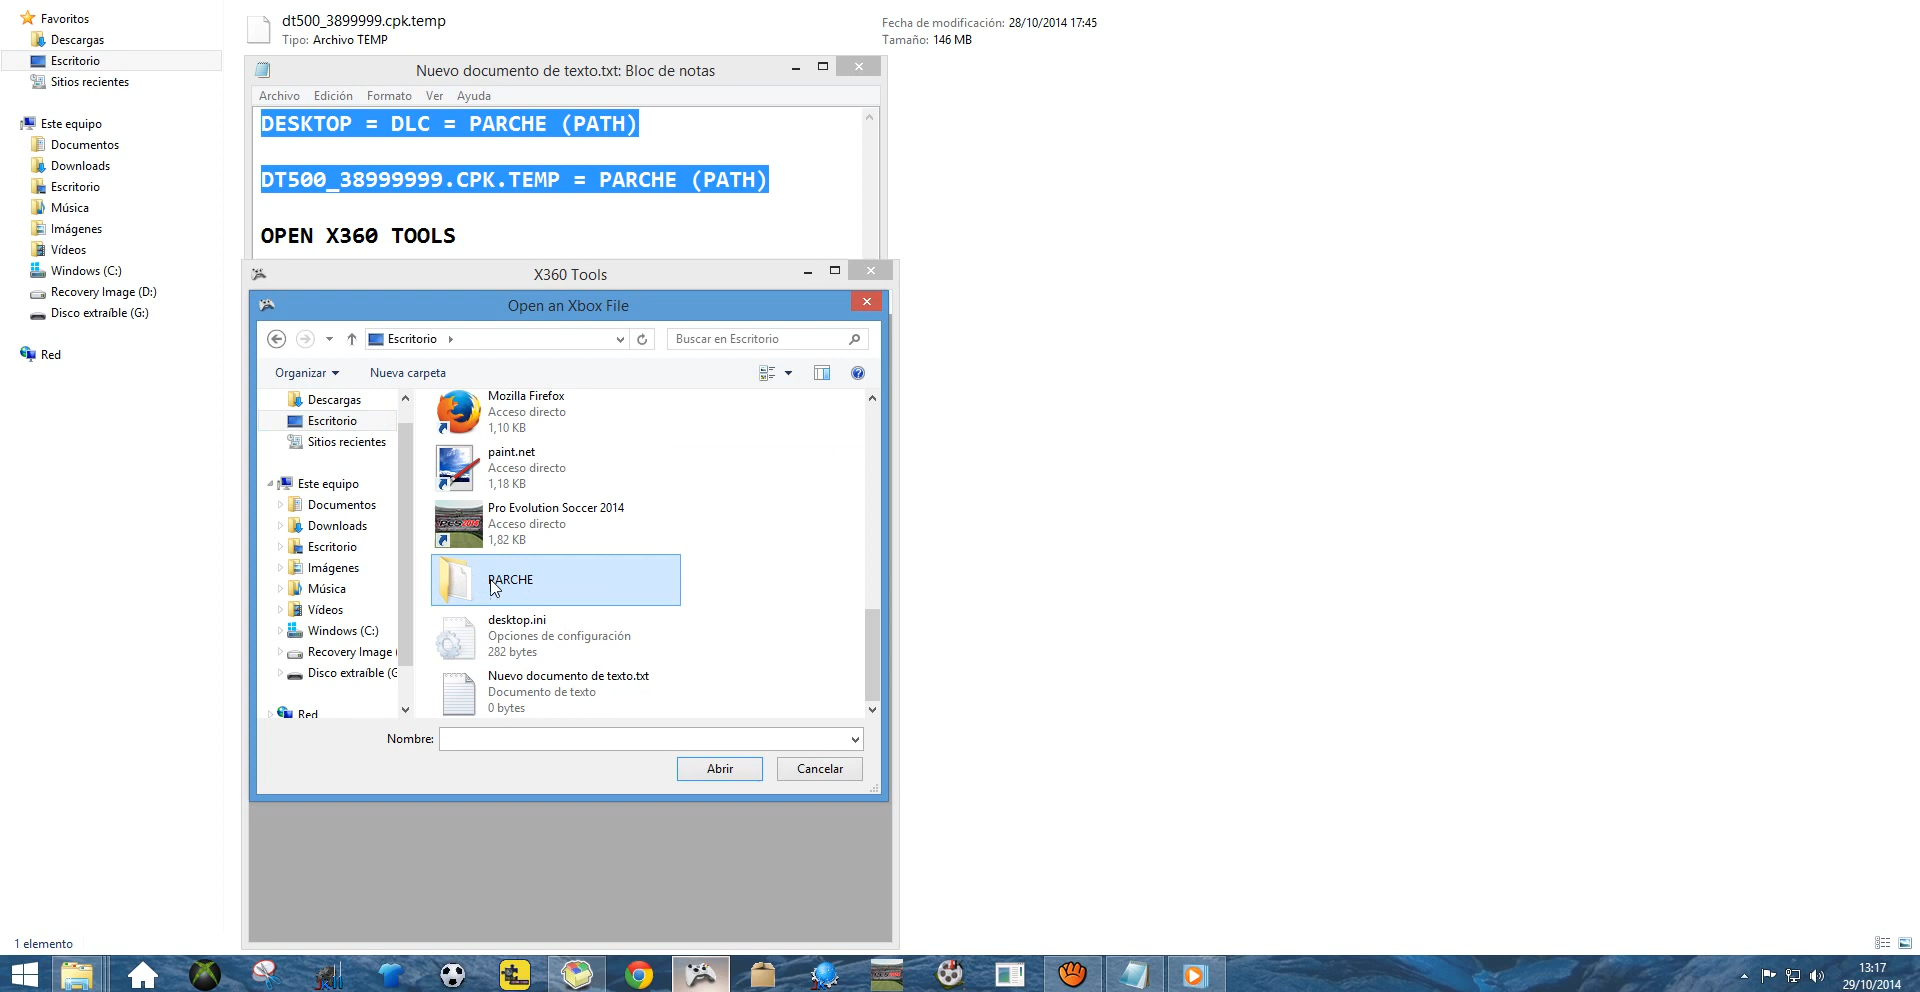 Favoritos
Descargas
Escritorio
Sitios recientes
Este equipo
Documentos
Downloads
Escritorio
Música
Imágenes
Vídeos
Windows (C:)
Recovery Image (D:)
Disco extraíble (G:)
Red
1 elemento
dt500_3899999.cpk.temp
Tipo: Archivo TEMP
Fecha de modificación: 28/10/2014 17:45
Tamaño: 146 MB
Nuevo documento de texto.txt: Bloc de notas
Archivo Edición Formato Ver Ayuda
DESKTOP = DLC = PARCHE (PATH)
DT500_38999999.CPK.TEMP = PARCHE (PATH)
OPEN X360 TOOLS
X360 Tools
Open an Xbox File
Escritorio
Buscar en Escritorio
Organizar
Nueva carpeta
Descargas
Escritorio
Sitios recientes
Este equipo
Documentos
Downloads
Escritorio
Imágenes
Música
Vídeos
Windows (C:)
Recovery Image (
Disco extraíble (G
Red
Mozilla Firefox
Acceso directo
1,10 KB
paint.net
Acceso directo
1,18 KB
Pro Evolution Soccer 2014
Acceso directo
1,82 KB
PARCHE
desktop.ini
Opciones de configuración
282 bytes
Nuevo documento de texto.txt
Documento de texto
0 bytes
Nombre:
Abrir
Cancelar
13:17
29/10/2014